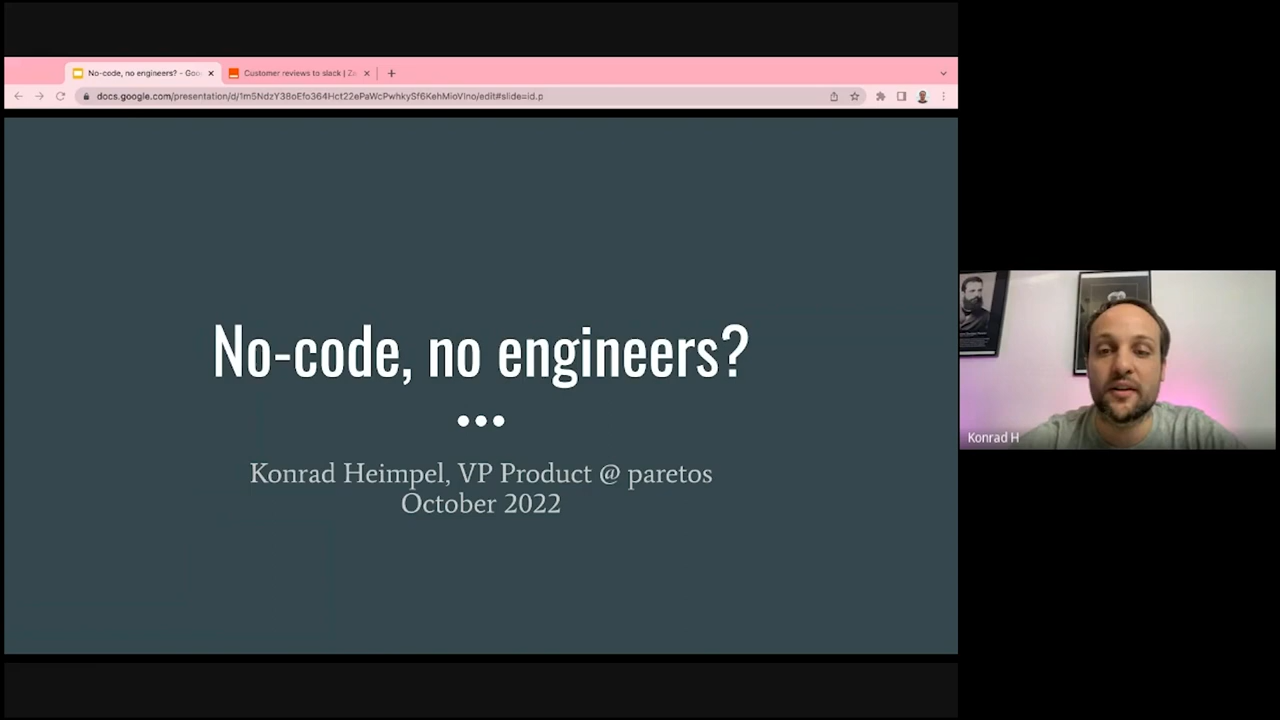 No-code, no engineers? - Goo
Customer reviews to slack | Za
docs.google.com/presentation/d/1m5NdzY38oEfo364Hct22ePaWcPwhkySf6KehMioVIno/edit#slide=id.p
No-code, no engineers?
Konrad Heimpel, VP Product @ paretos
October 2022
Konrad H